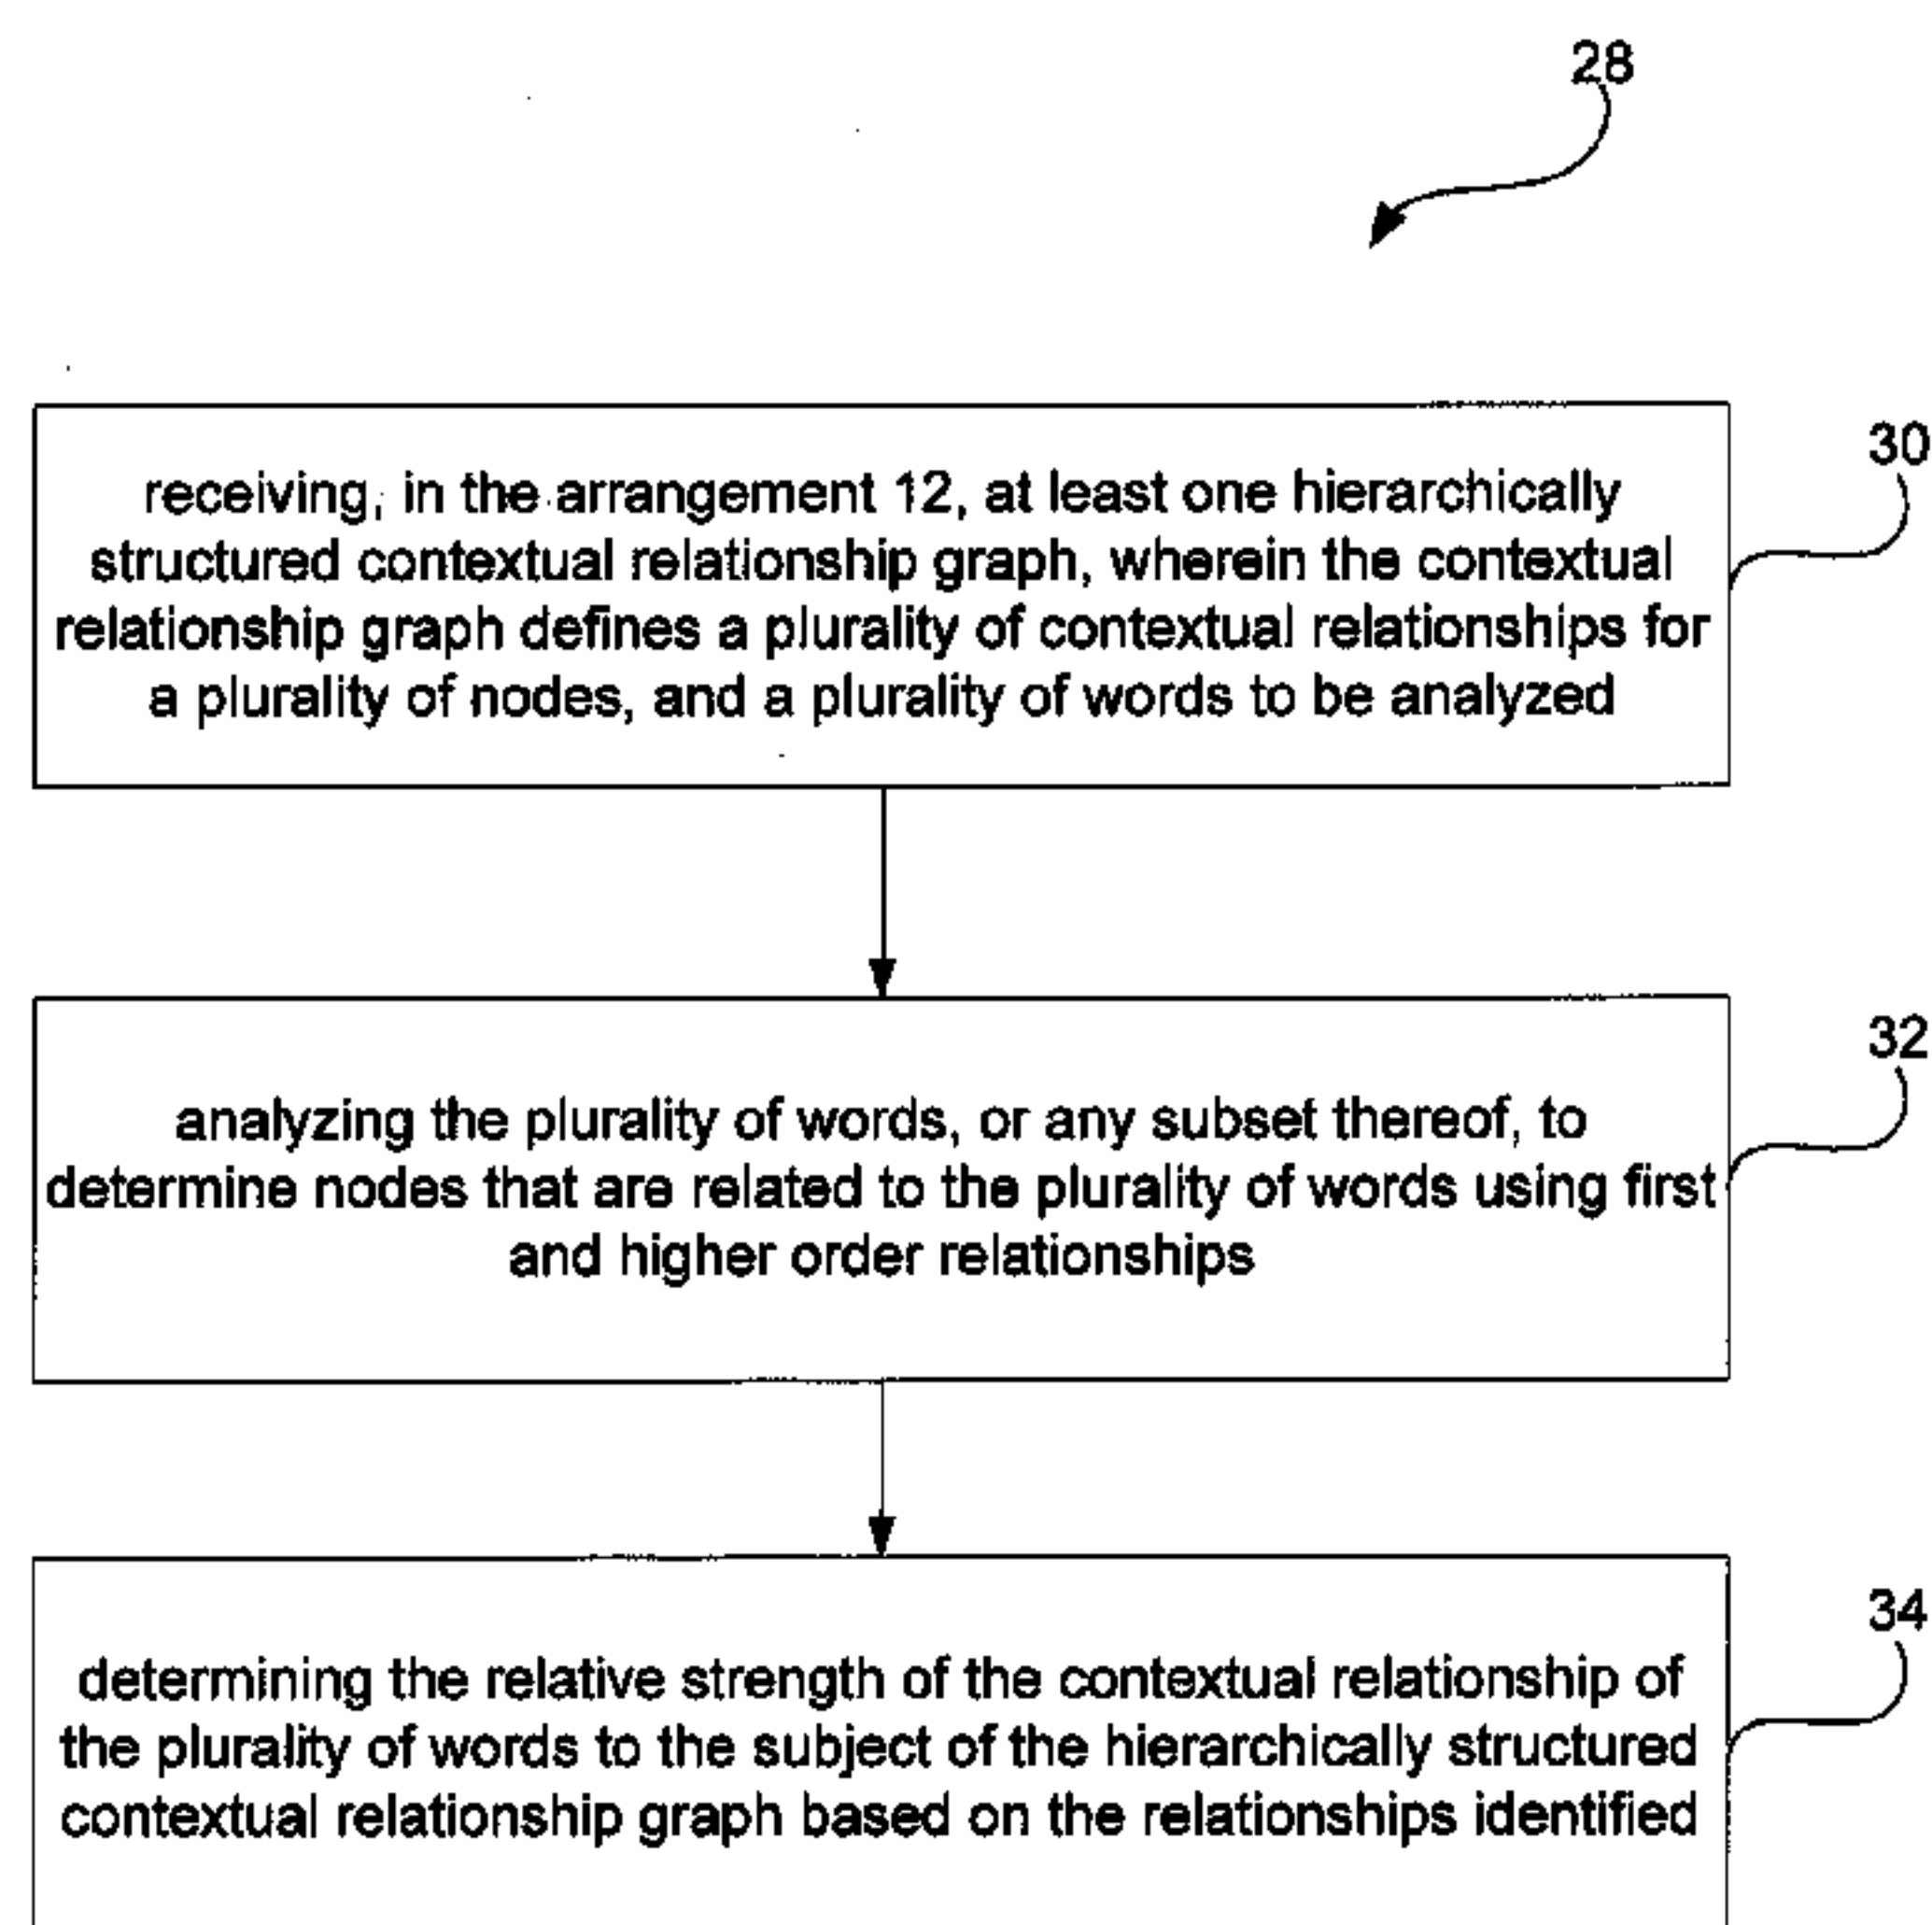 28
receiving, in the arrangement 12, at least one hierarchically
structured contextual relationship graph, wherein the contextual
relationship graph defines a plurality of contextual relationships for
a plurality of nodes, and a plurality of words to be analyzed
30
analyzing the plurality of words, or any subset thereof, to
determine nodes that are related to the plurality of words using first
and higher order relationships
32
determining the relative strength of the contextual relationship of
the plurality of words to the subject of the hierarchically structured
contextual relationship graph based on the relationships identified
34